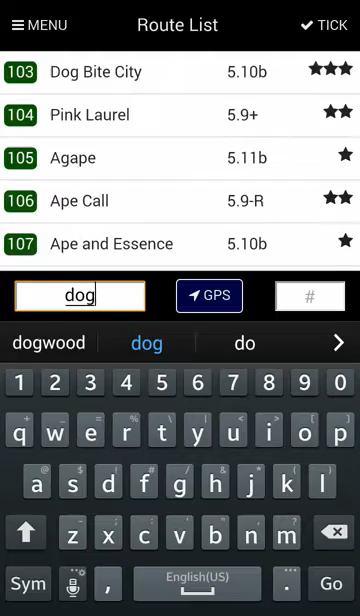 MENU Route List TICK
103 Dog Bite City 5.10b
104 Pink Laurel 5.9+
105 Agape 5.11b
106 Ape Call 5.9-R
107 Ape and Essence 5.10b
dog GPS #
dogwood dog do
1 2 3 4 5 6 7 8 9 0
q w e r t y u i o p
a s d f g h j k l
z x c v b n m
Sym , English(US) . Go